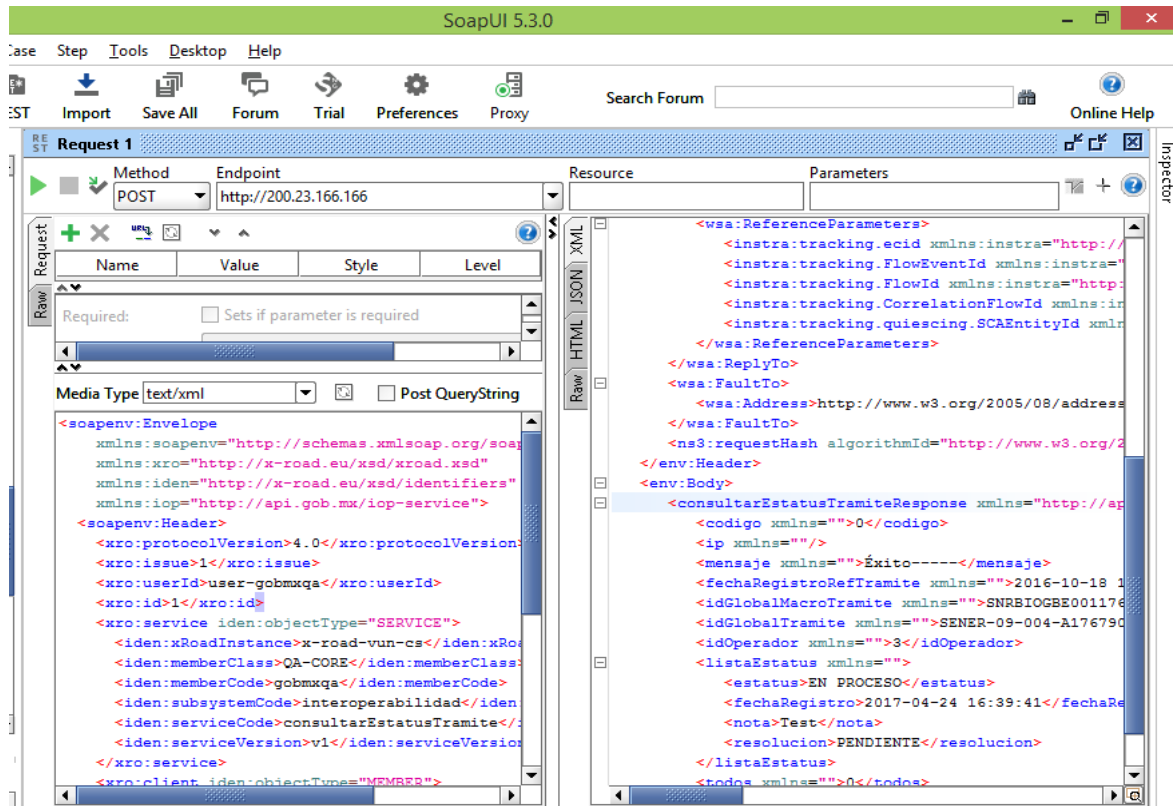 SoapUI 5.3.0
Case Step Tools Desktop Help
EST Import Save All Forum Trial Preferences Proxy Search Forum Online Help
REST Request 1
Inspector
Method Endpoint Resource Parameters
POST http://200.23.166.166
Request
Raw
Name Value Style Level
Required: Sets if parameter is required
Media Type text/xml Post QueryString
<soapenv:Envelope
xmlns:soapenv="http://schemas.xmlsoap.org/soap
xmlns:xro="http://x-road.eu/xsd/xroad.xsd"
xmlns:iden="http://x-road.eu/xsd/identifiers"
xmlns:iop="http://api.gob.mx/iop-service">
<soapenv:Header>
<xro:protocolVersion>4.0</xro:protocolVersion>
<xro:issue>1</xro:issue>
<xro:userId>user-gobmxqa</xro:userId>
<xro:id>1</xro:id>
<xro:service iden:objectType="SERVICE">
<iden:xRoadInstance>x-road-vun-cs</iden:xRoa
<iden:memberClass>QA-CORE</iden:memberClass>
<iden:memberCode>gobmxqa</iden:memberCode>
<iden:subsystemCode>interoperabilidad</iden:
<iden:serviceCode>consultarEstatusTramite</i
<iden:serviceVersion>v1</iden:serviceVersion
</xro:service>
<xro:client iden:objectType="MEMBER">
XML
JSON
HTML
Raw
<wsa:ReferenceParameters>
<instra:tracking.ecid xmlns:instra="http://
<instra:tracking.FlowEventId xmlns:instra="
<instra:tracking.FlowId xmlns:instra="http:
<instra:tracking.CorrelationFlowId xmlns:in
<instra:tracking.quiescing.SCAEntityId xmln
</wsa:ReferenceParameters>
</wsa:ReplyTo>
<wsa:FaultTo>
<wsa:Address>http://www.w3.org/2005/08/address
</wsa:FaultTo>
<ns3:requestHash algorithmId="http://www.w3.org/2
</env:Header>
<env:Body>
<consultarEstatusTramiteResponse xmlns="http://ap
<codigo xmlns="">0</codigo>
<ip xmlns=""/>
<mensaje xmlns="">Éxito-----</mensaje>
<fechaRegistroRefTramite xmlns="">2016-10-18 1
<idGlobalMacroTramite xmlns="">SNRBIOGBE001176
<idGlobalTramite xmlns="">SENER-09-004-A176790
<idOperador xmlns="">3</idOperador>
<listaEstatus xmlns="">
<estatus>EN PROCESO</estatus>
<fechaRegistro>2017-04-24 16:39:41</fechaRe
<nota>Test</nota>
<resolucion>PENDIENTE</resolucion>
</listaEstatus>
<todos xmlns="">0</todos>